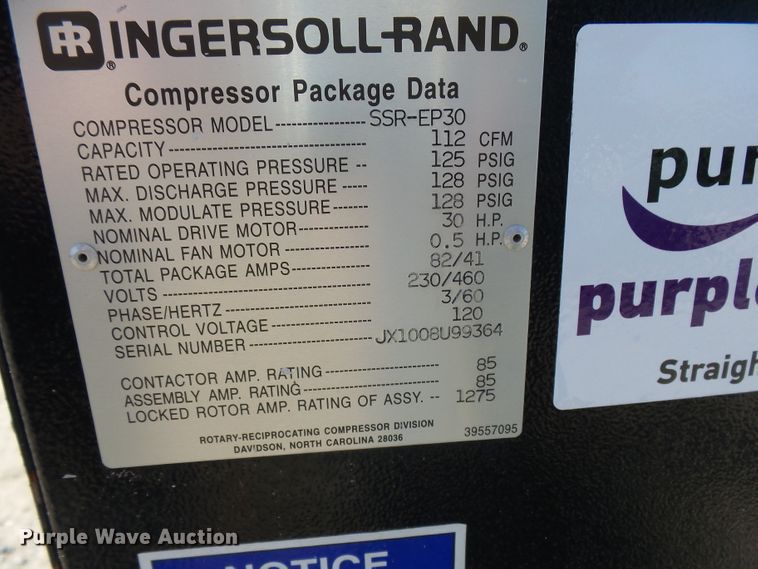 IR INGERSOLL-RAND®
Compressor Package Data
COMPRESSOR MODEL SSR-EP30
CAPACITY 112 CFM
RATED OPERATING PRESSURE 125 PSIG
MAX. DISCHARGE PRESSURE 128 PSIG
MAX. MODULATE PRESSURE 128 PSIG
NOMINAL DRIVE MOTOR 30 H.P.
NOMINAL FAN MOTOR 0.5 H.P.
TOTAL PACKAGE AMPS 82/41
VOLTS 230/460
PHASE/HERTZ 3/60
CONTROL VOLTAGE 120
SERIAL NUMBER JX1008U99364
CONTACTOR AMP. RATING 85
ASSEMBLY AMP. RATING 85
LOCKED ROTOR AMP. RATING OF ASSY. 1275
ROTARY-RECIPROCATING COMPRESSOR DIVISION
DAVIDSON, NORTH CAROLINA 28036
39557095
pur
purpl
Straigh
NOTICE
Purple Wave Auction